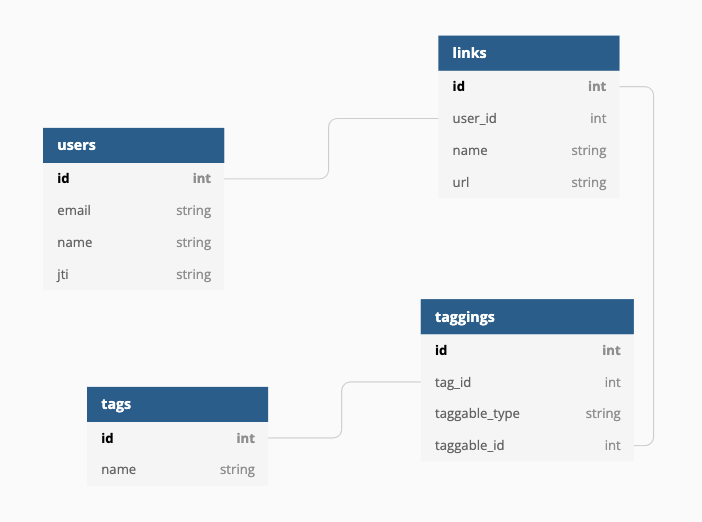 links
id int
user_id int
name string
url string
users
id int
email string
name string
jti string
taggings
id int
tag_id int
taggable_type string
taggable_id int
tags
id int
name string